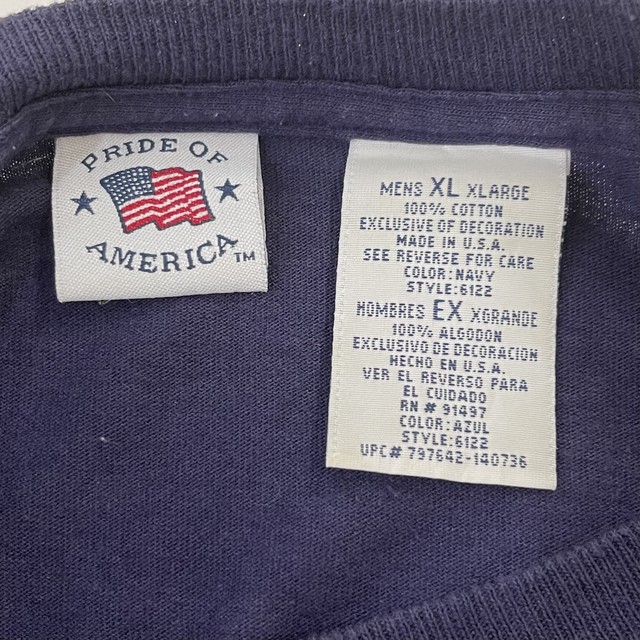 PRIDE OF
AMERICA™
MENS XL XLARGE
100% COTTON
EXCLUSIVE OF DECORATION
MADE IN U.S.A.
SEE REVERSE FOR CARE
COLOR:NAVY
STYLE:6122
HOMBRES EX XGRANDE
100% ALGODON
EXCLUSIVO DE DECORACION
HECHO EN U.S.A.
VER EL REVERSO PARA
EL CUIDADO
RN # 91497
COLOR:AZUL
STYLE:6122
UPC# 797642-140736